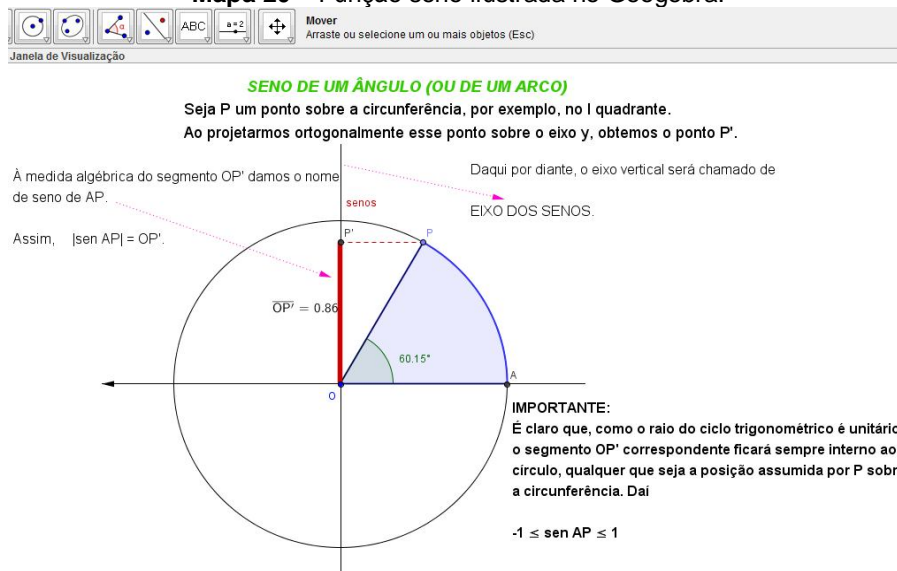 Função seno ilustrada no Geogebra.
ABC
a=2
Mover
Arraste ou selecione um ou mais objetos (Esc)
Janela de Visualização
SENO DE UM ÂNGULO (OU DE UM ARCO)
Seja P um ponto sobre a circunferência, por exemplo, no I quadrante.
Ao projetarmos ortogonalmente esse ponto sobre o eixo y, obtemos o ponto P'.
À medida algébrica do segmento OP' damos o nome
de seno de AP.
Assim, |sen AP| = OP'.
Daqui por diante, o eixo vertical será chamado de
EIXO DOS SENOS.
senos
P'
P
OP' = 0.86
60.15°
O
A
IMPORTANTE:
É claro que, como o raio do ciclo trigonométrico é unitário
o segmento OP' correspondente ficará sempre interno ao
círculo, qualquer que seja a posição assumida por P sobr
a circunferência. Daí
-1 ≤ sen AP ≤ 1